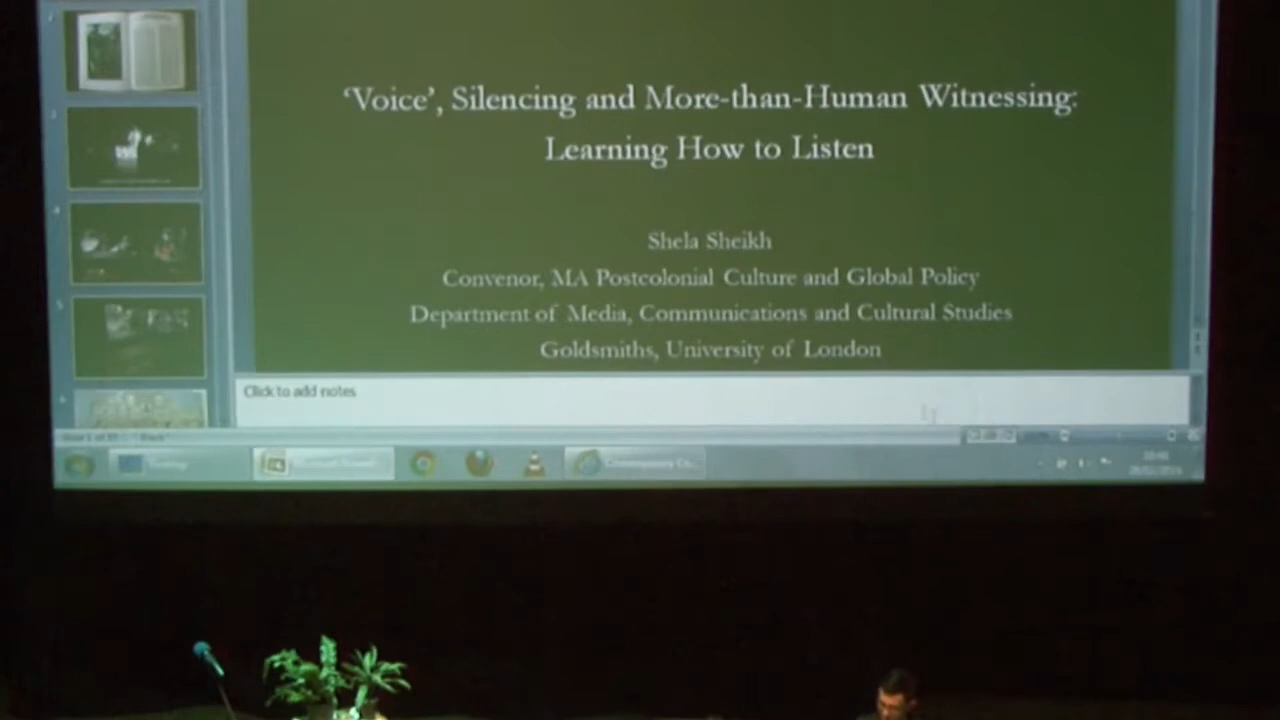 ‘Voice’, Silencing and More-than-Human Witnessing:
Learning How to Listen
Shela Sheikh
Convenor, MA Postcolonial Culture and Global Policy
Department of Media, Communications and Cultural Studies
Goldsmiths, University of London
Click to add notes